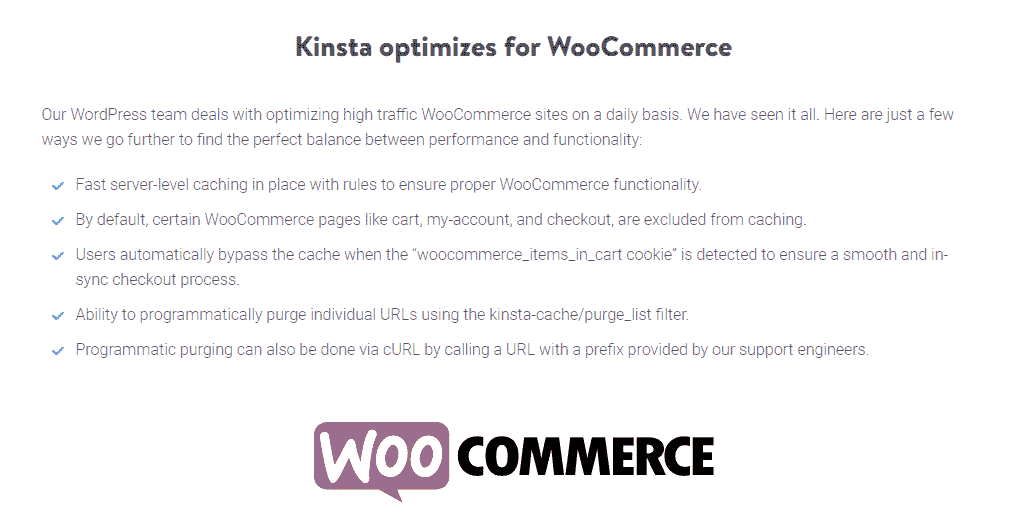 Kinsta optimizes for WooCommerce
Our WordPress team deals with optimizing high traffic WooCommerce sites on a daily basis. We have seen it all. Here are just a few
ways we go further to find the perfect balance between performance and functionality:
Fast server-level caching in place with rules to ensure proper WooCommerce functionality.
By default, certain WooCommerce pages like cart, my-account, and checkout, are excluded from caching.
Users automatically bypass the cache when the “woocommerce_items_in_cart cookie” is detected to ensure a smooth and in-
sync checkout process.
Ability to programmatically purge individual URLs using the kinsta-cache/purge_list filter.
Programmatic purging can also be done via cURL by calling a URL with a prefix provided by our support engineers.
WOO COMMERCE